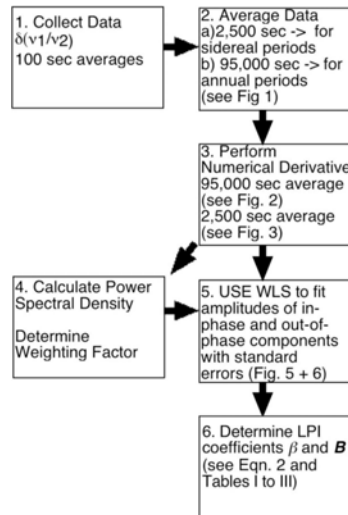 1. Collect Data
δ(ν1/ν2)
100 sec averages
2. Average Data
a)2,500 sec -> for
sidereal periods
b) 95,000 sec-> for
annual periods
(see Fig 1)
3. Perform
Numerical Derivative
95,000 sec average
(see Fig. 2)
2,500 sec average
(see Fig. 3)
4. Calculate Power
Spectral Density
Determine
Weighting Factor
5. USE WLS to fit
amplitudes of in-
phase and out-of-
phase components
with standard
errors (Fig. 5 + 6)
6. Determine LPI
coefficients β and B
(see Eqn. 2 and
Tables I to III)